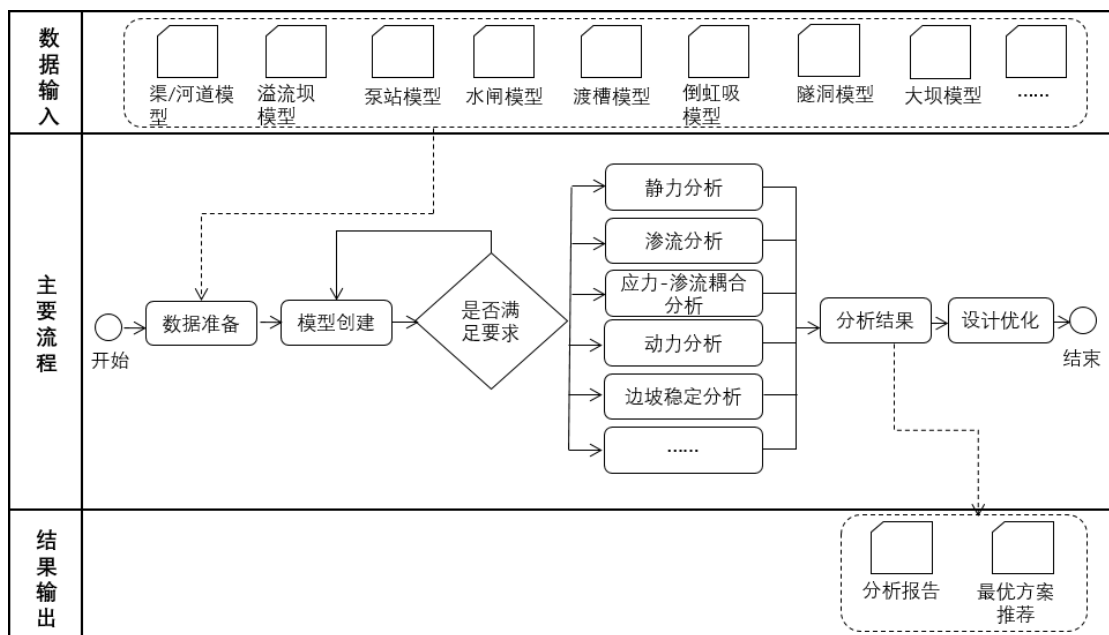 数据输入
渠/河道模
型
溢流坝
模型
泵站模型
水闸模型
渡槽模型
倒虹吸
模型
隧洞模型
大坝模型
……
主要流程
开始
数据准备
模型创建
是否满
足要求
静力分析
渗流分析
应力-渗流耦合
分析
动力分析
边坡稳定分析
……
分析结果
设计优化
结束
结果输出
分析报告
最优方案
推荐